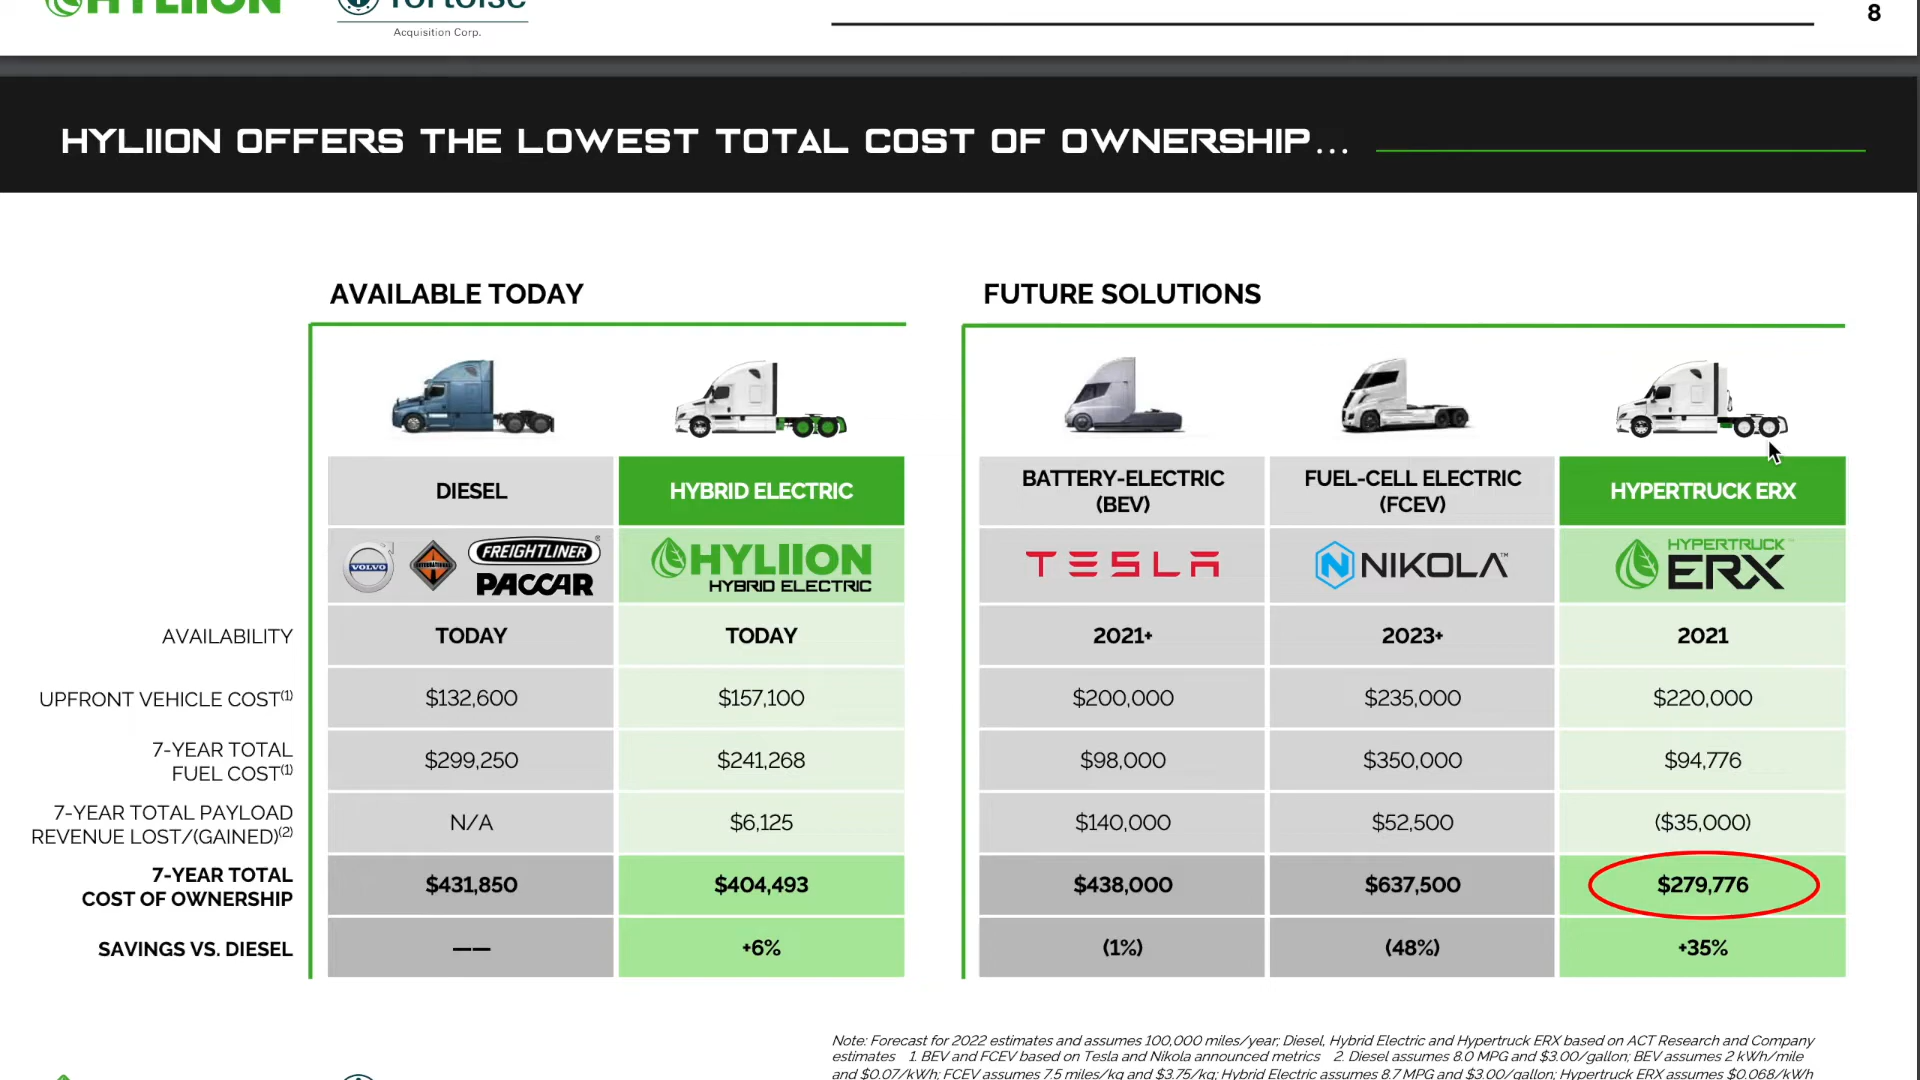 HYLIION
Tortoise
Acquisition Corp.
8
HYLIION OFFERS THE LOWEST TOTAL COST OF OWNERSHIP...
AVAILABLE TODAY
FUTURE SOLUTIONS
DIESEL
HYBRID ELECTRIC
BATTERY-ELECTRIC
(BEV)
FUEL-CELL ELECTRIC
(FCEV)
HYPERTRUCK ERX
VOLVO
INTERNATIONAL
FREIGHTLINER
PACCAR
HYLIION
HYBRID ELECTRIC
TESLA
NIKOLA™
HYPERTRUCK™
ERX
AVAILABILITY
TODAY
TODAY
2021+
2023+
2021
UPFRONT VEHICLE COST(1)
$132,600
$157,100
$200,000
$235,000
$220,000
7-YEAR TOTAL
FUEL COST(1)
$299,250
$241,268
$98,000
$350,000
$94,776
7-YEAR TOTAL PAYLOAD
REVENUE LOST/(GAINED)(2)
N/A
$6,125
$140,000
$52,500
($35,000)
7-YEAR TOTAL
COST OF OWNERSHIP
$431,850
$404,493
$438,000
$637,500
$279,776
SAVINGS VS. DIESEL
——
+6%
(1%)
(48%)
+35%
Note: Forecast for 2022 estimates and assumes 100,000 miles/year; Diesel, Hybrid Electric and Hypertruck ERX based on ACT Research and Company
estimates 1. BEV and FCEV based on Tesla and Nikola announced metrics 2. Diesel assumes 8.0 MPG and $3.00/gallon; BEV assumes 2 kWh/mile
and $0.07/kWh; FCEV assumes 7.5 miles/kg and $3.75/kg; Hybrid Electric assumes 8.7 MPG and $3.00/gallon; Hypertruck ERX assumes $0.068/kWh